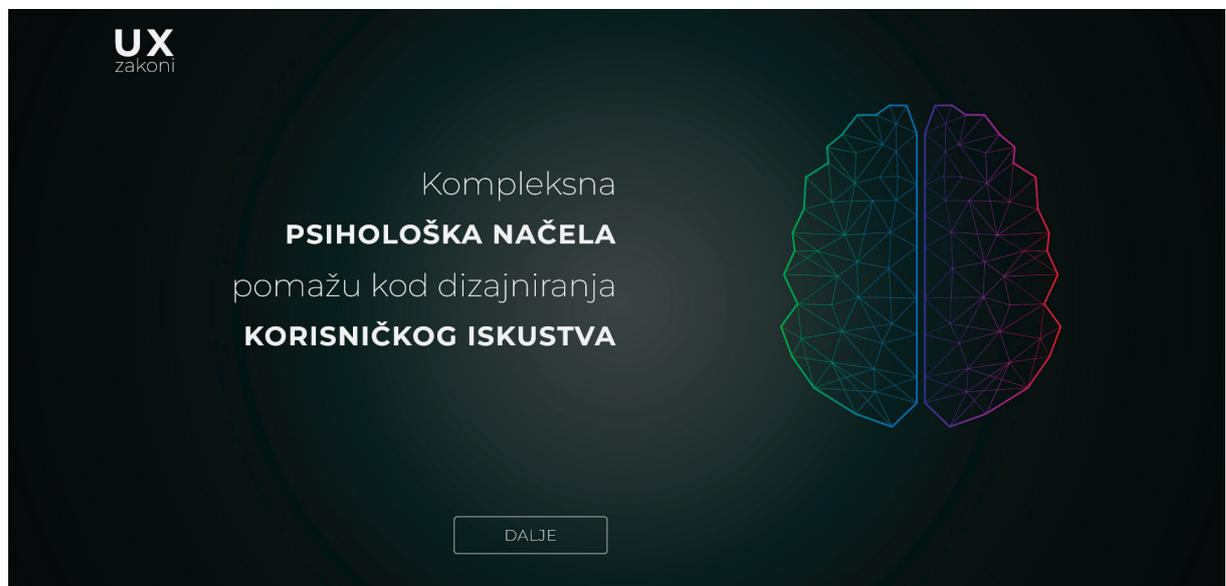 UX
zakoni
Kompleksna
PSIHOLOŠKA NAČELA
pomažu kod dizajniranja
KORISNIČKOG ISKUSTVA
DALJE